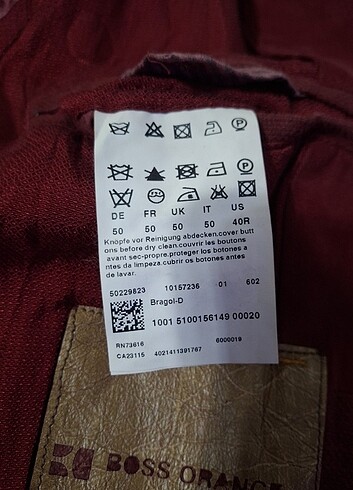 P
P
DE FR UK IT US
50 50 50 50 40R
Knöpfe vor Reinigung abdecken.cover butt
ons before dry clean.couvrir les boutons
avant sec-propre.proteger los botones a
ntes da limpeza.cubrir os botones antes
de lavar.
50229823 10157236 01 602
Bragol-D
1001 5100156149 00020
RN73616 6000019
CA23115 4021411391767
BOSS ORANGE